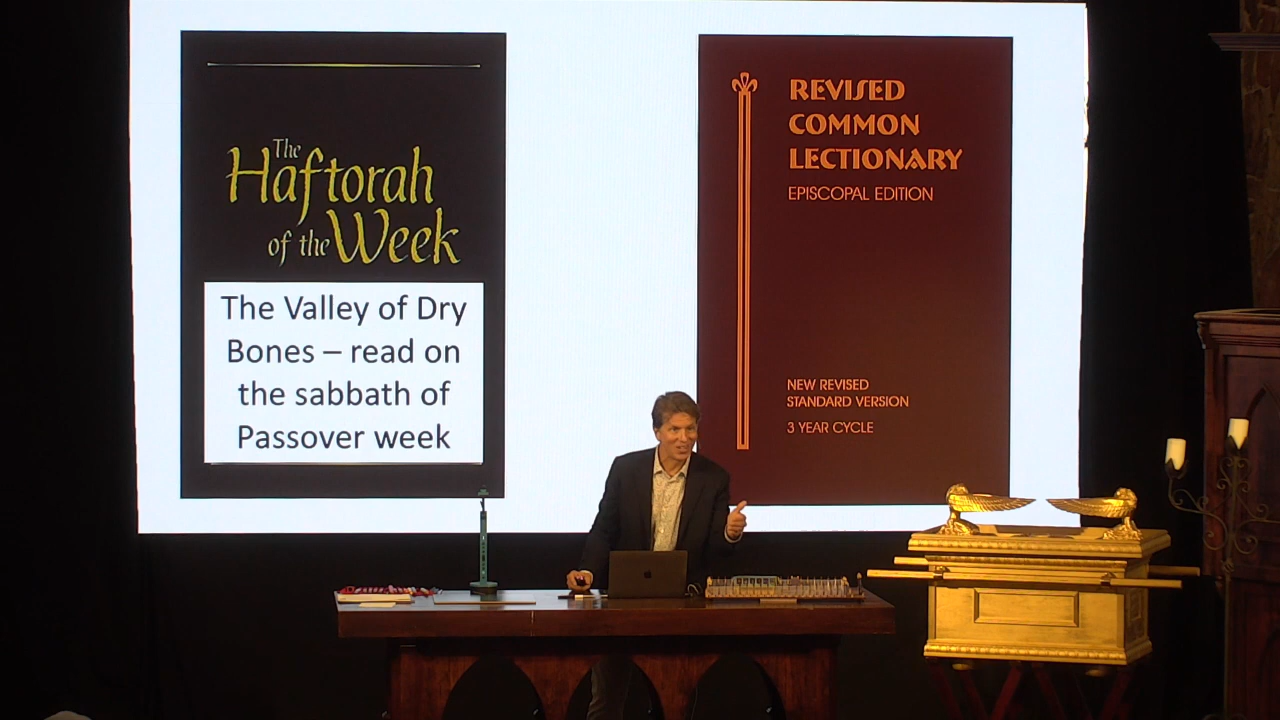 The
Haftorah
of the Week
The Valley of Dry
Bones – read on
the sabbath of
Passover week
REVISED
COMMON
LECTIONARY
EPISCOPAL EDITION
NEW REVISED
STANDARD VERSION
3 YEAR CYCLE